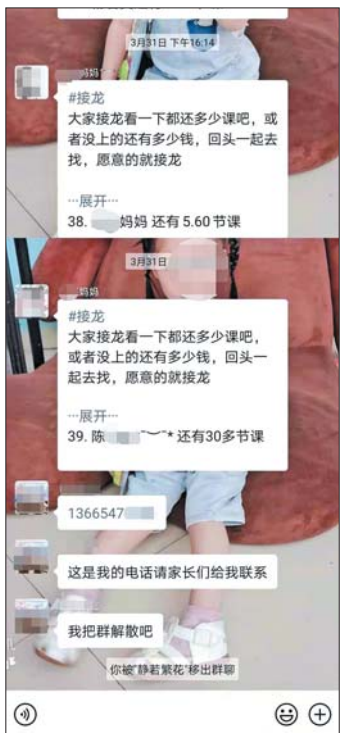 3月31日 下午16:14
妈妈
#接龙
大家接龙看一下都还多少课吧，或
者没上的还有多少钱，回头一起去
找，愿意的就接龙
···展开···
38. 妈妈 还有 5.60 节课
3月31日
妈妈
#接龙
大家接龙看一下都还多少课吧，
或者没上的还有多少钱，回头一
起去找，愿意的就接龙
···展开···
39. 陈 * 还有30多节课
1366547
这是我的电话请家长们给我联系
我把群解散吧
你被"静若繁花"移出群聊